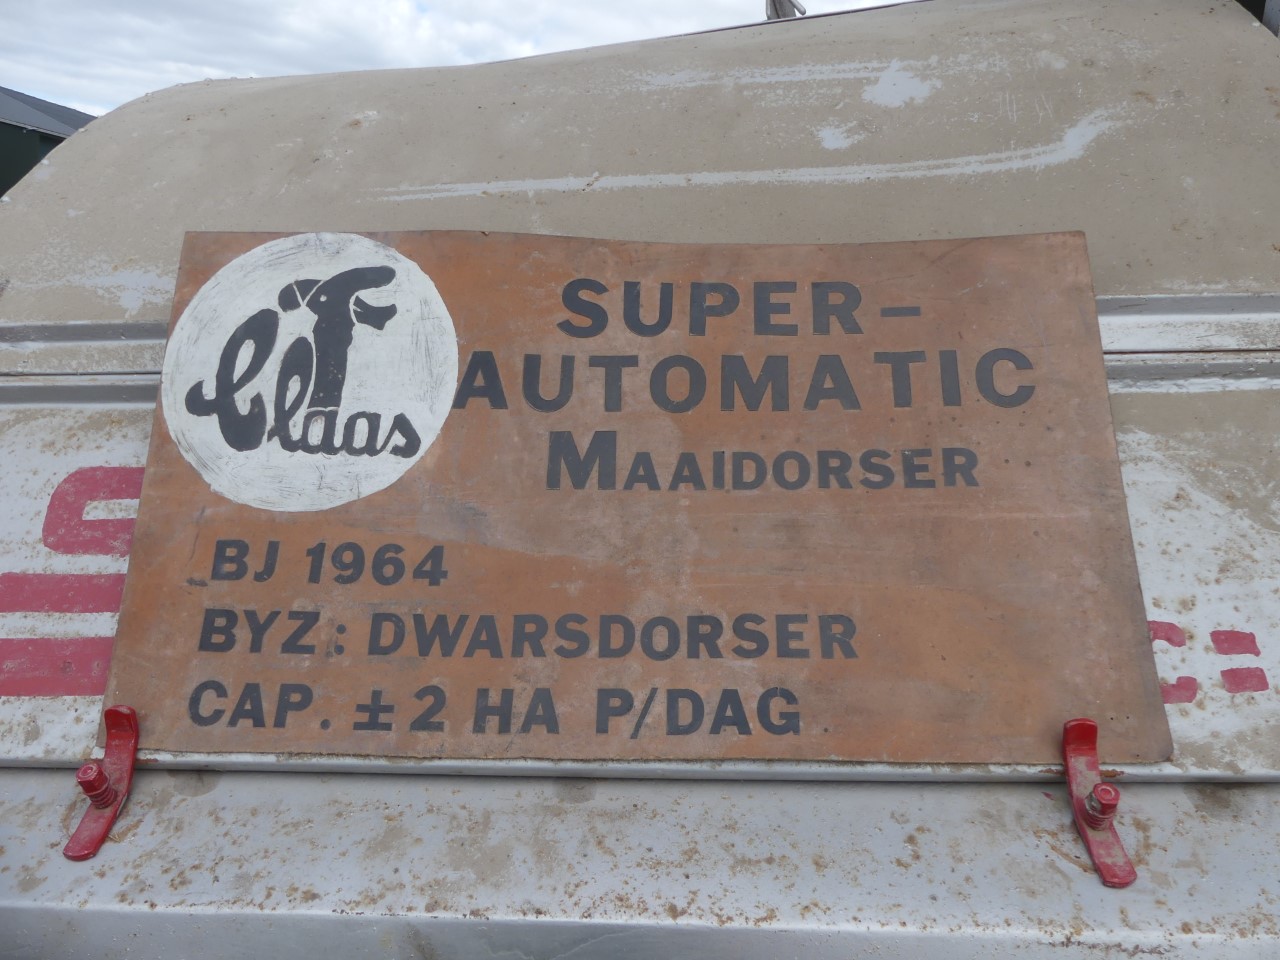 Claas
SUPER-
AUTOMATIC
MAAIDORSER
BJ 1964
BYZ: DWARSDORSER
CAP. ± 2 HA P/DAG